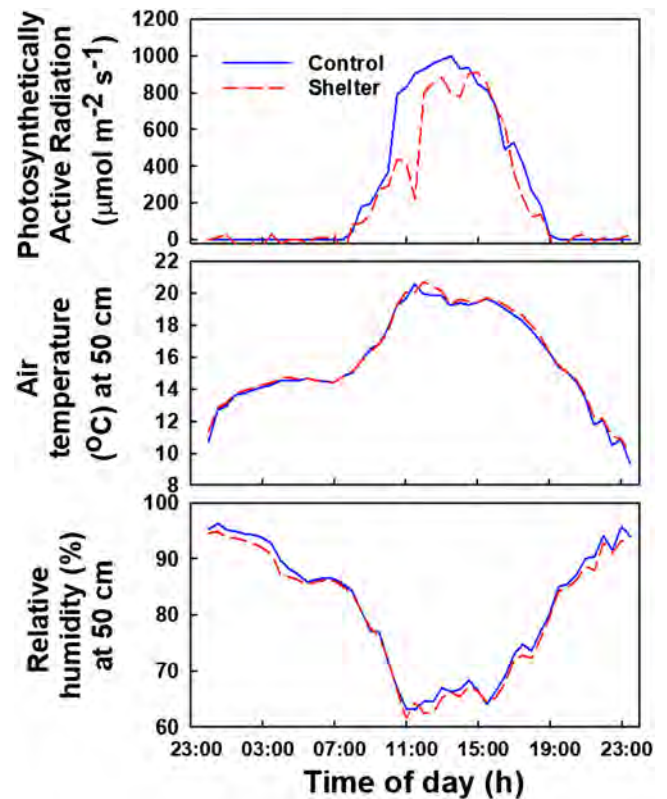 Photosynthetically
Active Radiation
(µmol m-2 s-1)
1200
1000
800
600
400
200
0
Control
Shelter
Air
temperature
(OC) at 50 cm
22
20
18
16
14
12
10
8
Relative
humidity (%)
at 50 cm
100
90
80
70
60
23:00 03:00 07:00 11:00 15:00 19:00 23:00
Time of day (h)